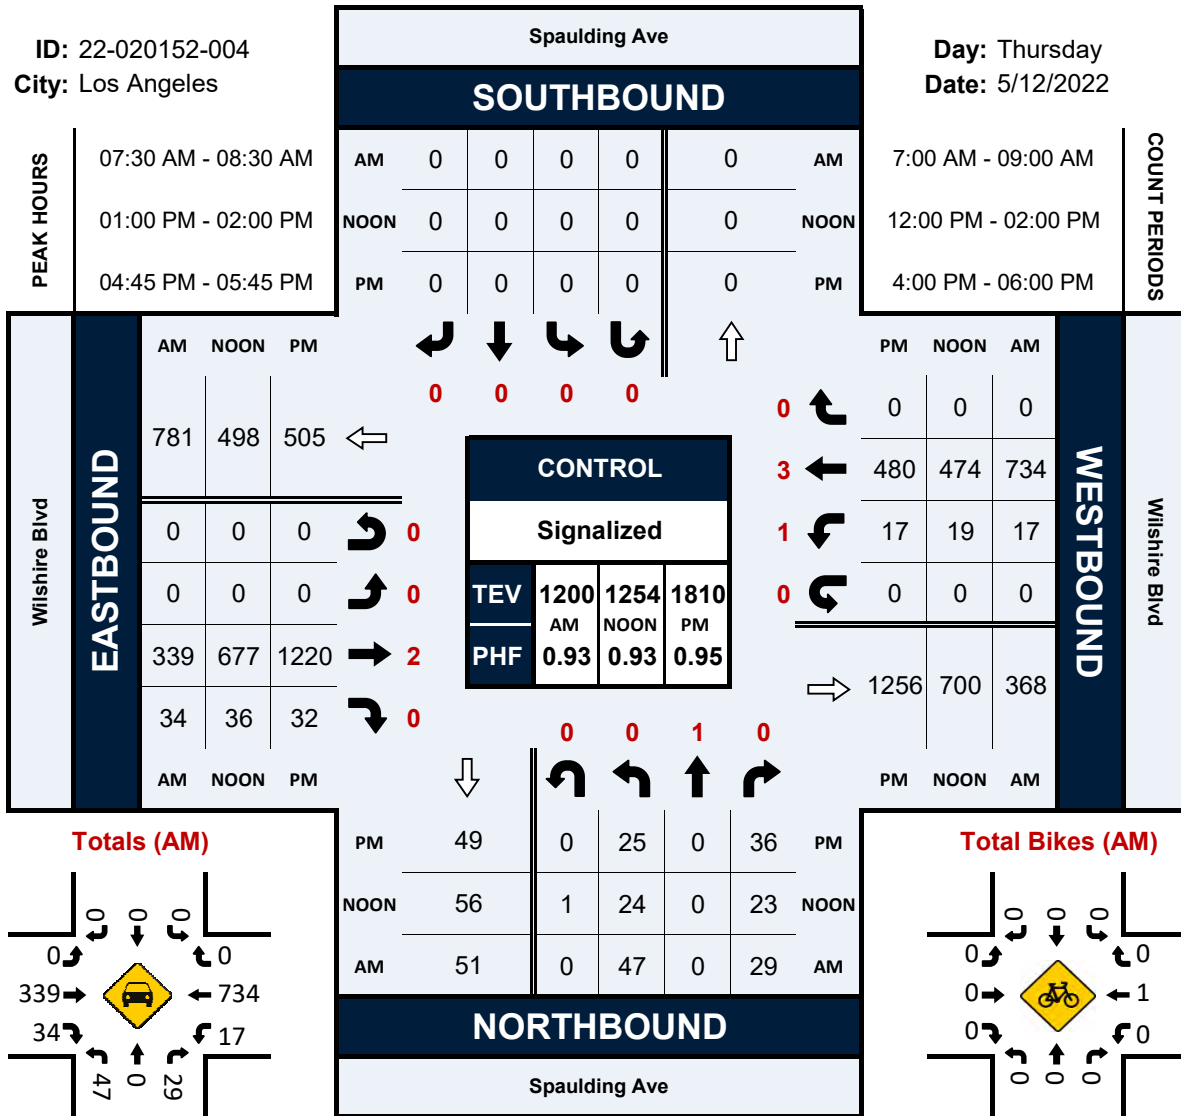 Spaulding Ave
ID: 22-020152-004
City: Los Angeles
Day: Thursday
Date: 5/12/2022
SOUTHBOUND
PEAK HOURS
07:30 AM - 08:30 AM
01:00 PM - 02:00 PM
04:45 PM - 05:45 PM
AM 0 0 0 0 0 AM
NOON 0 0 0 0 0 NOON
PM 0 0 0 0 0 PM
7:00 AM - 09:00 AM
12:00 PM - 02:00 PM
4:00 PM - 06:00 PM
COUNT PERIODS
0 0 0 0
Wilshire Blvd
EASTBOUND
AM NOON PM
781 498 505
0 0 0 0
0 0 0 0
339 677 1220 2
34 36 32 0
AM NOON PM
CONTROL
Signalized
TEV 1200 1254 1810
AM NOON PM
PHF 0.93 0.93 0.95
PM NOON AM
0 0 0 0
3 480 474 734
1 17 19 17
0 0 0 0
1256 700 368
PM NOON AM
WESTBOUND
Wilshire Blvd
0 0 1 0
PM 49 0 25 0 36 PM
NOON 56 1 24 0 23 NOON
AM 51 0 47 0 29 AM
NORTHBOUND
Spaulding Ave
Totals (AM)
0 0 0
0 0
339 734
34 17
47 0 29
Total Bikes (AM)
0 0 0
0 0
0 1
0 0
0 0 0